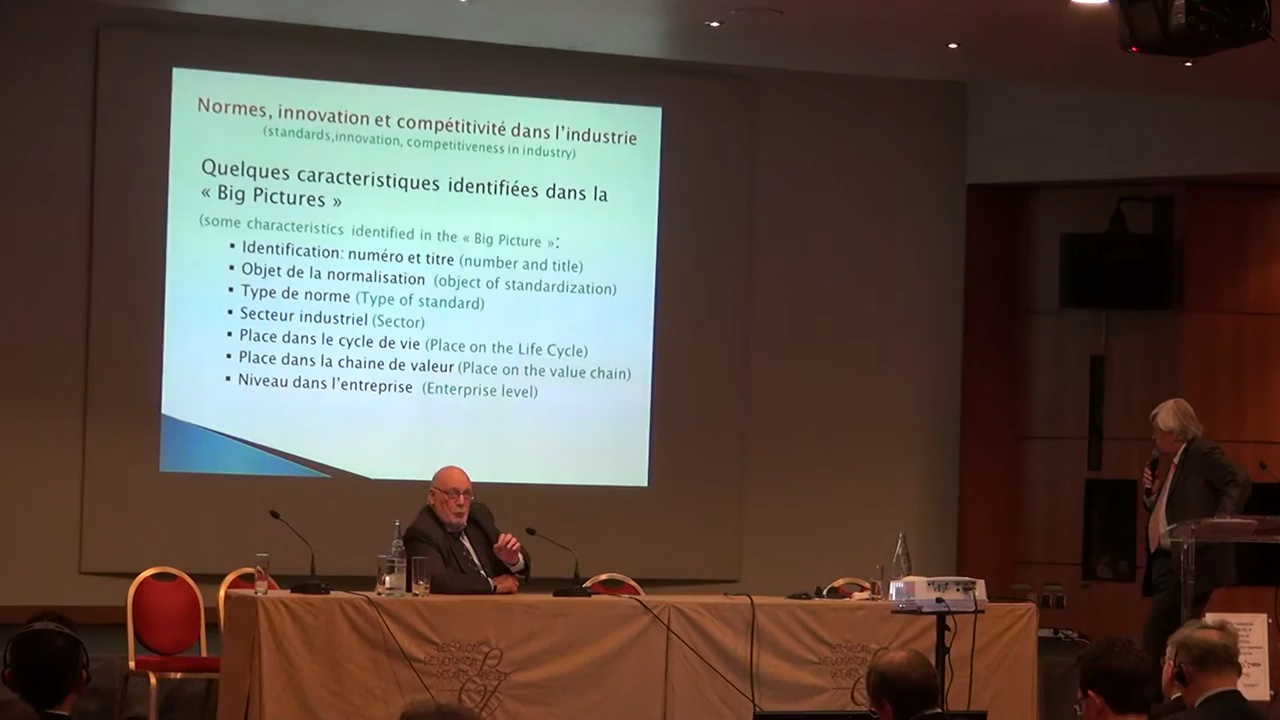 Normes, innovation et compétitivité dans l'industrie
(standards,innovation, competitiveness in industry)
Quelques caracteristiques identifiées dans la
« Big Pictures »
(some characteristics identified in the « Big Picture »:
▪ Identification: numéro et titre (number and title)
▪ Objet de la normalisation (object of standardization)
▪ Type de norme (Type of standard)
▪ Secteur industriel (Sector)
▪ Place dans le cycle de vie (Place on the Life Cycle)
▪ Place dans la chaine de valeur (Place on the value chain)
▪ Niveau dans l'entreprise (Enterprise level)